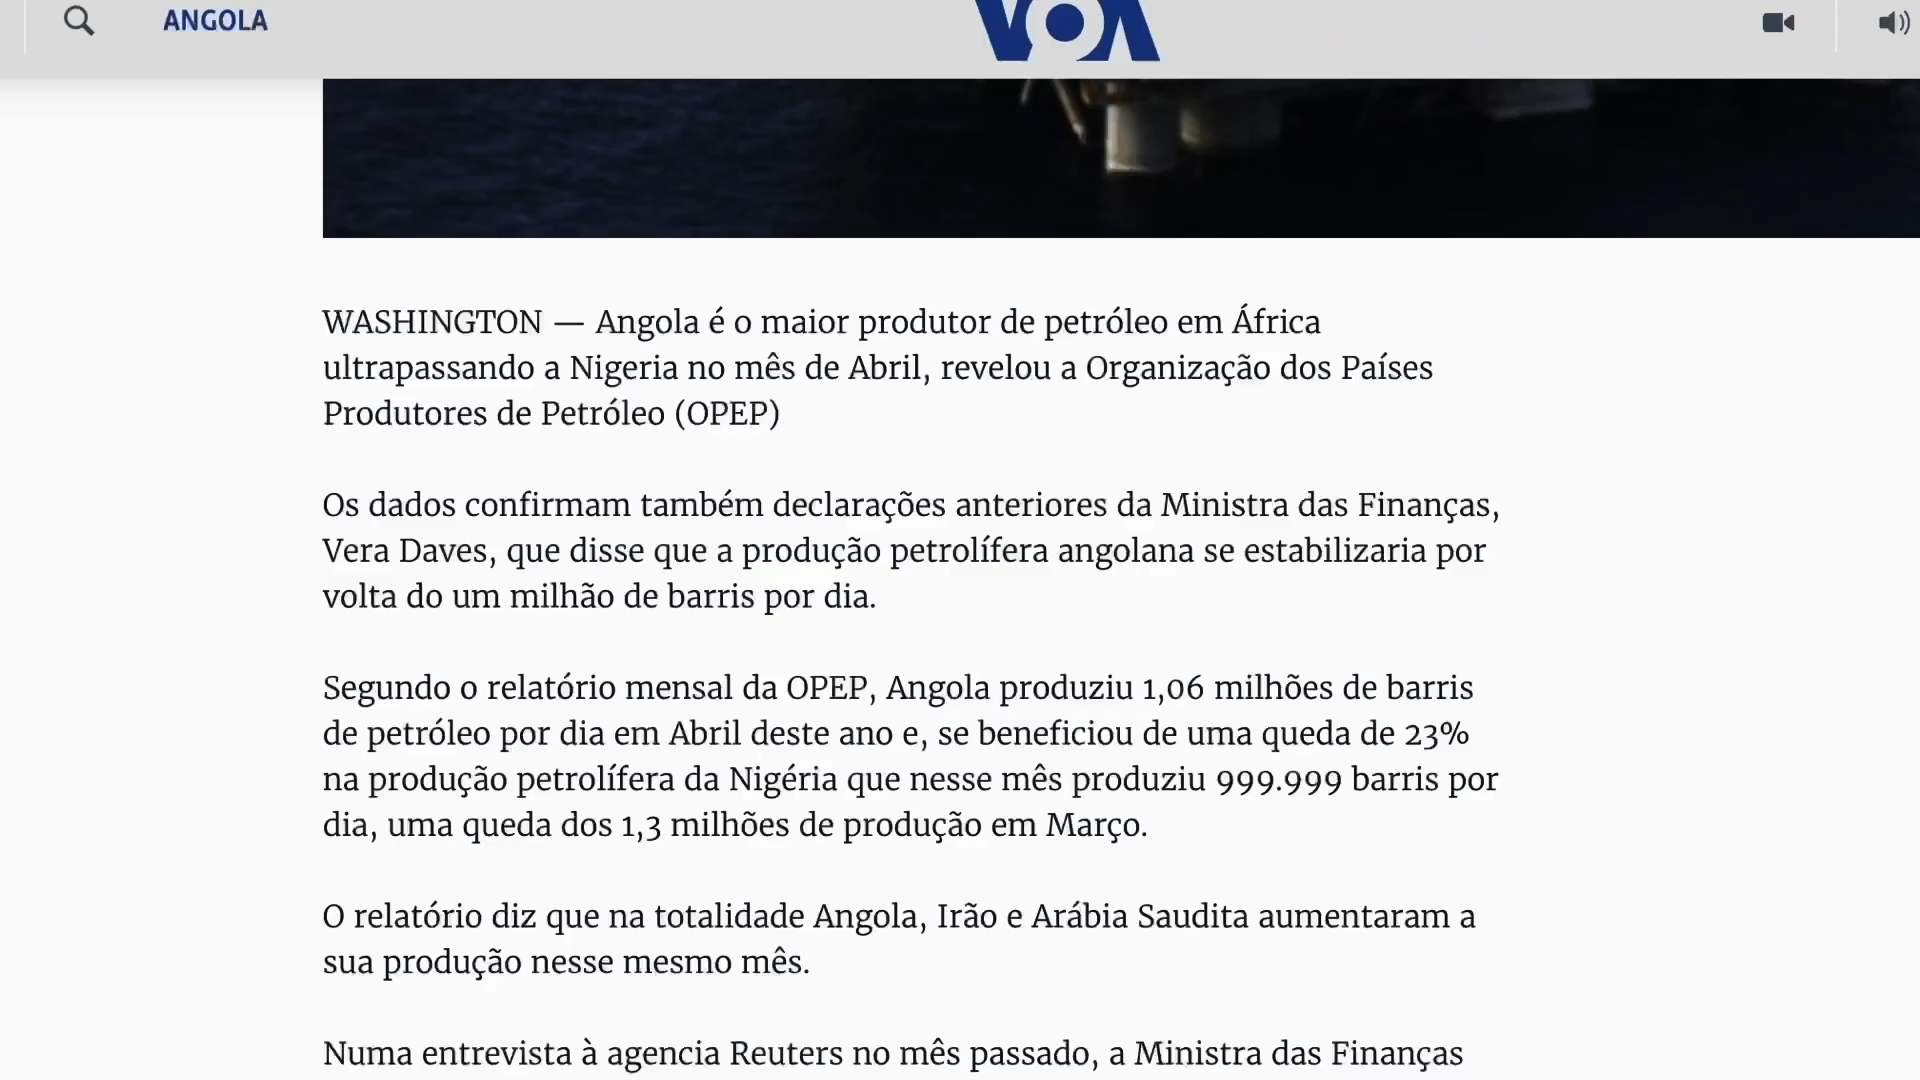 ANGOLA
VOA
WASHINGTON — Angola é o maior produtor de petróleo em África
ultrapassando a Nigeria no mês de Abril, revelou a Organização dos Países
Produtores de Petróleo (OPEP)
Os dados confirmam também declarações anteriores da Ministra das Finanças,
Vera Daves, que disse que a produção petrolífera angolana se estabilizaria por
volta do um milhão de barris por dia.
Segundo o relatório mensal da OPEP, Angola produziu 1,06 milhões de barris
de petróleo por dia em Abril deste ano e, se beneficiou de uma queda de 23%
na produção petrolífera da Nigéria que nesse mês produziu 999.999 barris por
dia, uma queda dos 1,3 milhões de produção em Março.
O relatório diz que na totalidade Angola, Irão e Arábia Saudita aumentaram a
sua produção nesse mesmo mês.
Numa entrevista à agencia Reuters no mês passado, a Ministra das Finanças